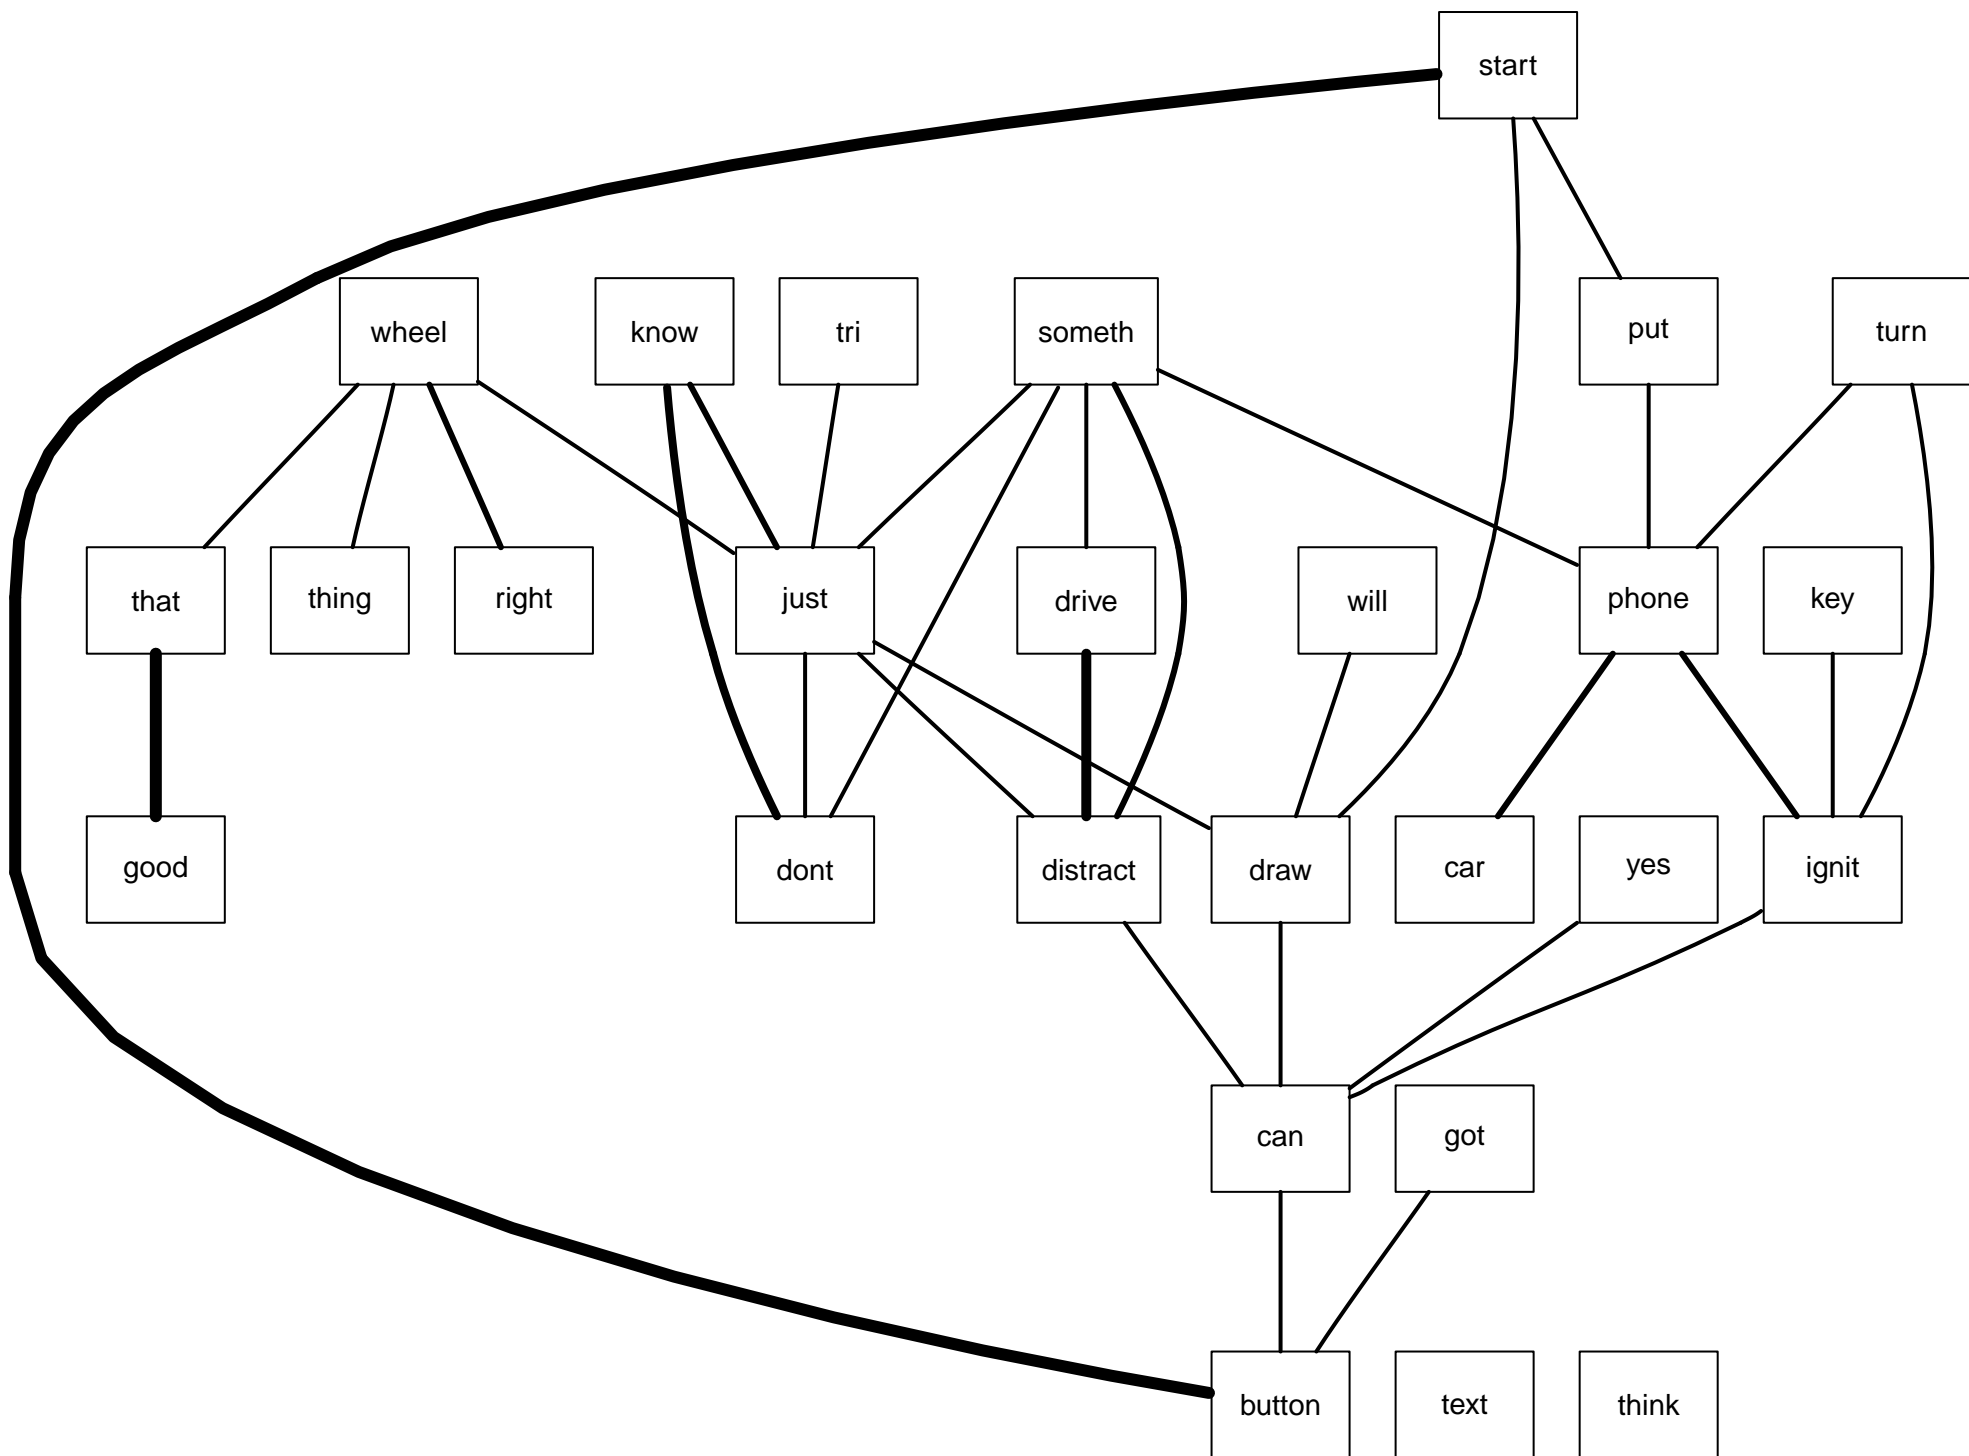 start
wheel
know
tri
someth
put
turn
that
thing
right
just
drive
will
phone
key
good
dont
distract
draw
car
yes
ignit
can
got
button
text
think